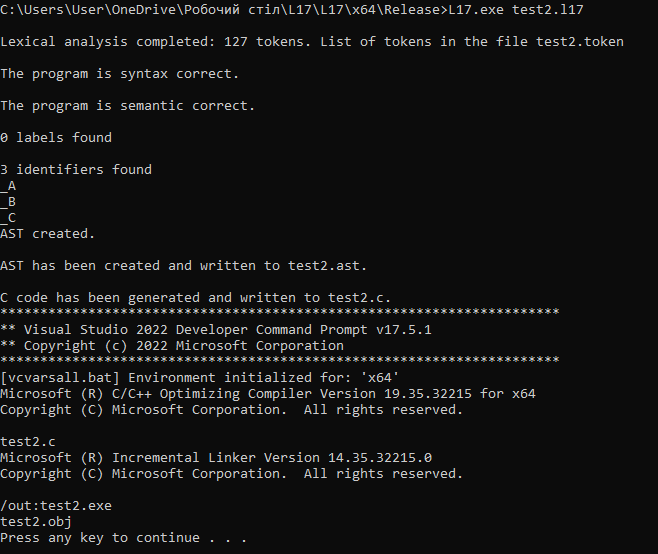 C:\Users\User\OneDrive\Робочий стіл\L17\L17\x64\Release>L17.exe test2.l17
Lexical analysis completed: 127 tokens. List of tokens in the file test2.token
The program is syntax correct.
The program is semantic correct.
0 labels found
3 identifiers found
_A
_B
_C
AST created.
AST has been created and written to test2.ast.
C code has been generated and written to test2.c.
**********************************************************************
** Visual Studio 2022 Developer Command Prompt v17.5.1
** Copyright (c) 2022 Microsoft Corporation
**********************************************************************
[vcvarsall.bat] Environment initialized for: 'x64'
Microsoft (R) C/C++ Optimizing Compiler Version 19.35.32215 for x64
Copyright (C) Microsoft Corporation.  All rights reserved.
test2.c
Microsoft (R) Incremental Linker Version 14.35.32215.0
Copyright (C) Microsoft Corporation.  All rights reserved.
/out:test2.exe
test2.obj
Press any key to continue . . .